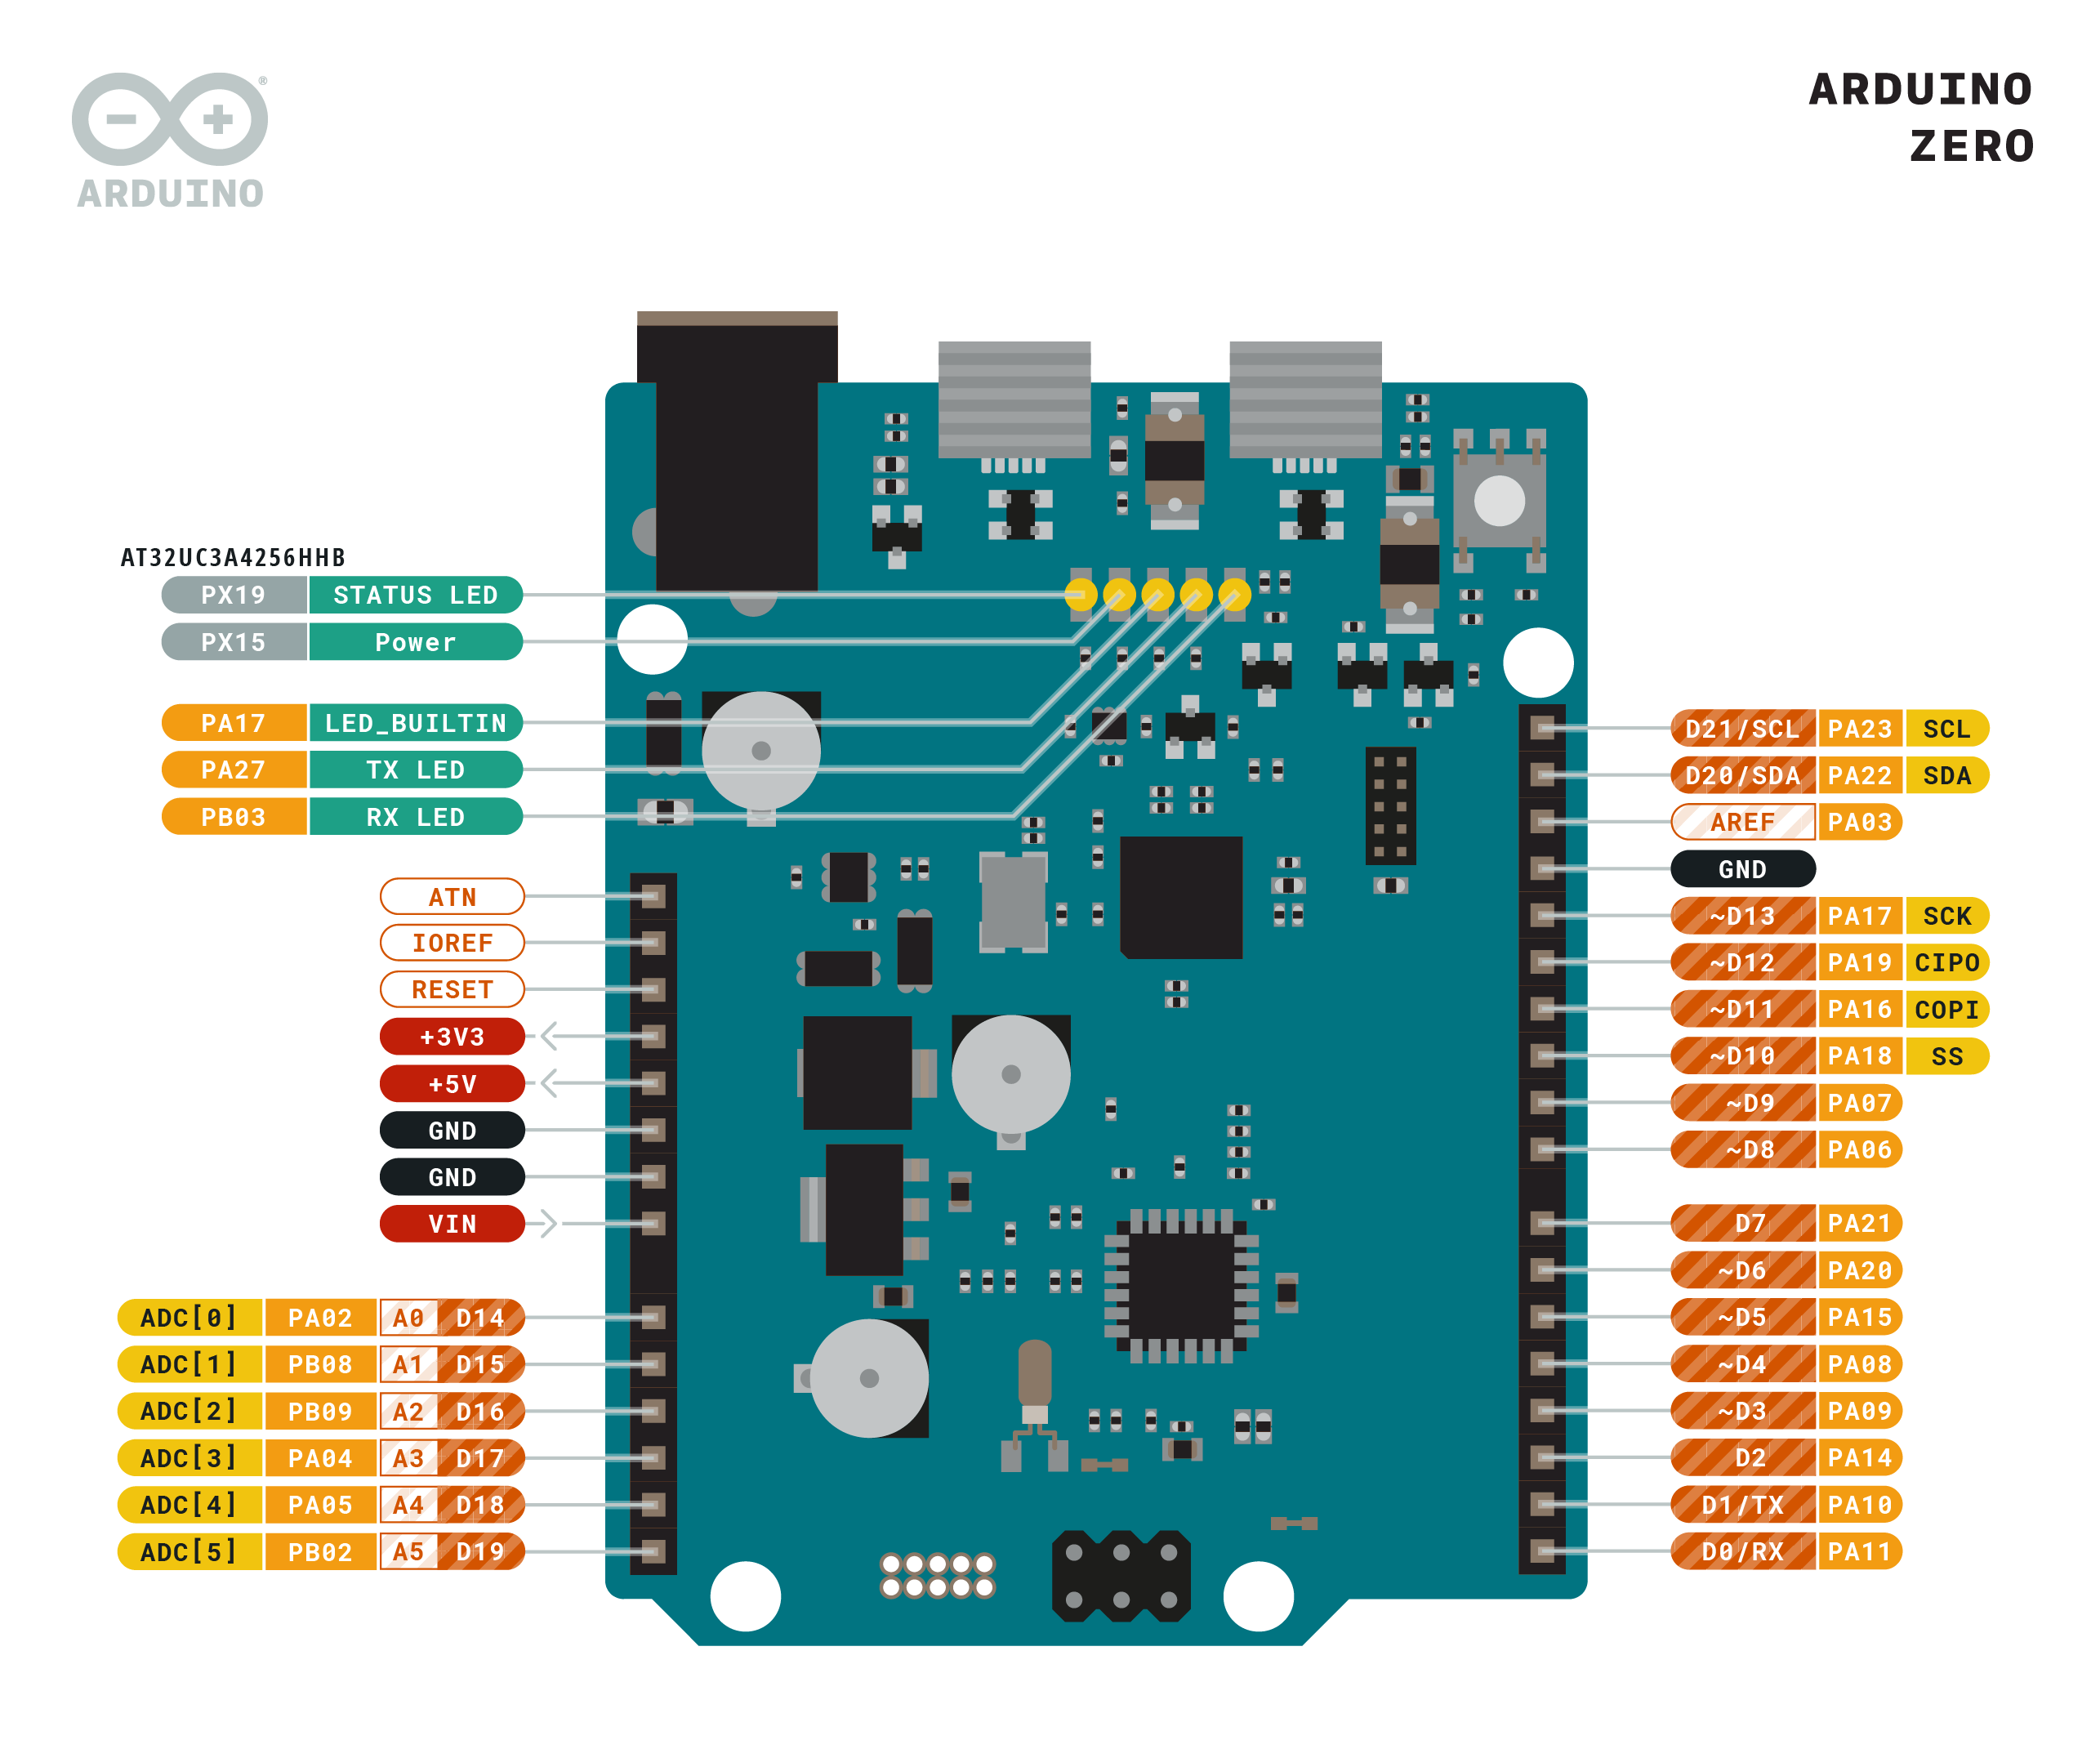 ARDUINO
®
ARDUINO
ZERO
AT32UC3A4256HHB
PX19 STATUS LED
PX15 Power
PA17 LED_BUILTIN
PA27 TX LED
PB03 RX LED
ATN
IOREF
RESET
+3V3
+5V
GND
GND
VIN
ADC[0] PA02 A0 D14
ADC[1] PB08 A1 D15
ADC[2] PB09 A2 D16
ADC[3] PA04 A3 D17
ADC[4] PA05 A4 D18
ADC[5] PB02 A5 D19
D21/SCL PA23 SCL
D20/SDA PA22 SDA
AREF PA03
GND
~D13 PA17 SCK
~D12 PA19 CIPO
~D11 PA16 COPI
~D10 PA18 SS
~D9 PA07
~D8 PA06
D7 PA21
~D6 PA20
~D5 PA15
~D4 PA08
~D3 PA09
D2 PA14
D1/TX PA10
D0/RX PA11